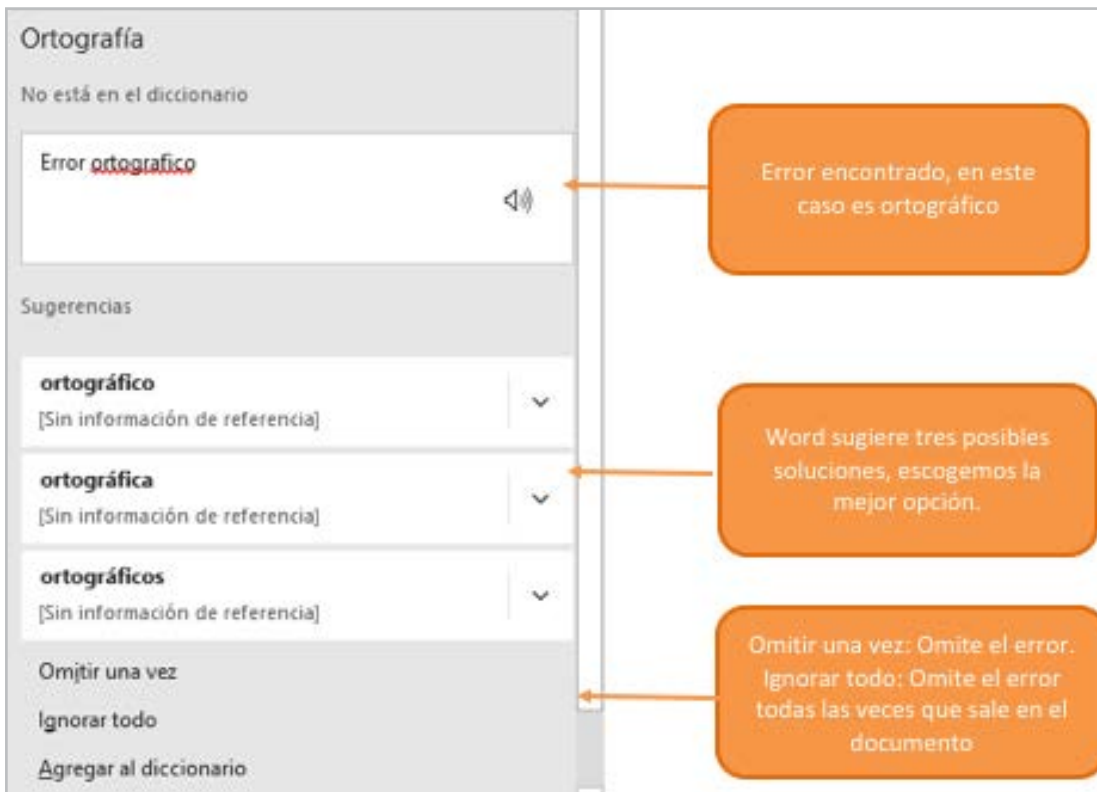 Ortografía
No está en el diccionario
Error ortografico
Sugerencias
ortográfico
[Sin información de referencia]
ortográfica
[Sin información de referencia]
ortográficos
[Sin información de referencia]
Omitir una vez
Ignorar todo
Agregar al diccionario
Error encontrado, en este
caso es ortográfico
Word sugiere tres posibles
soluciones, escogemos la
mejor opción.
Omitir una vez: Omite el error.
Ignorar todo: Omite el error
todas las veces que sale en el
documento